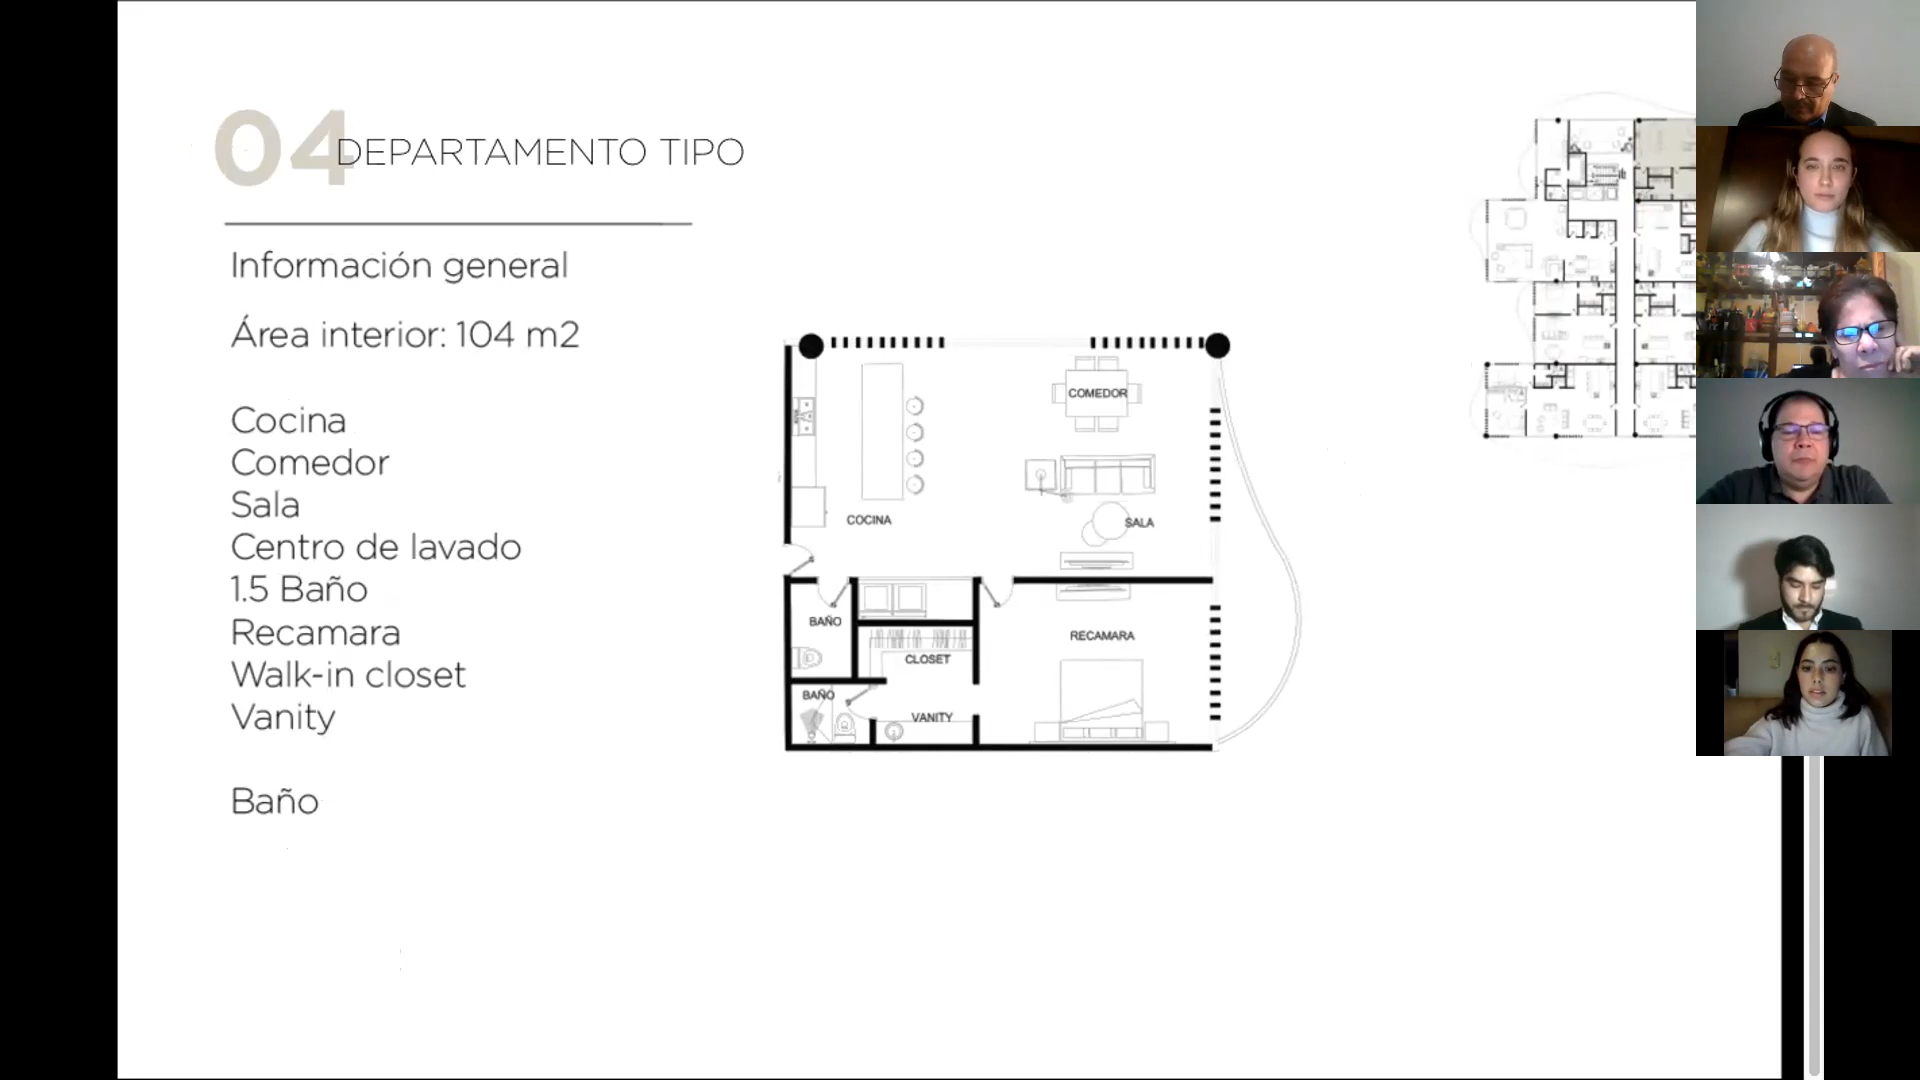 04 DEPARTAMENTO TIPO
Información general
Área interior: 104 m2
Cocina
Comedor
Sala
Centro de lavado
1.5 Baño
Recamara
Walk-in closet
Vanity
Baño
COMEDOR
COCINA
SALA
BAÑO
RECAMARA
CLOSET
BAÑO
VANITY